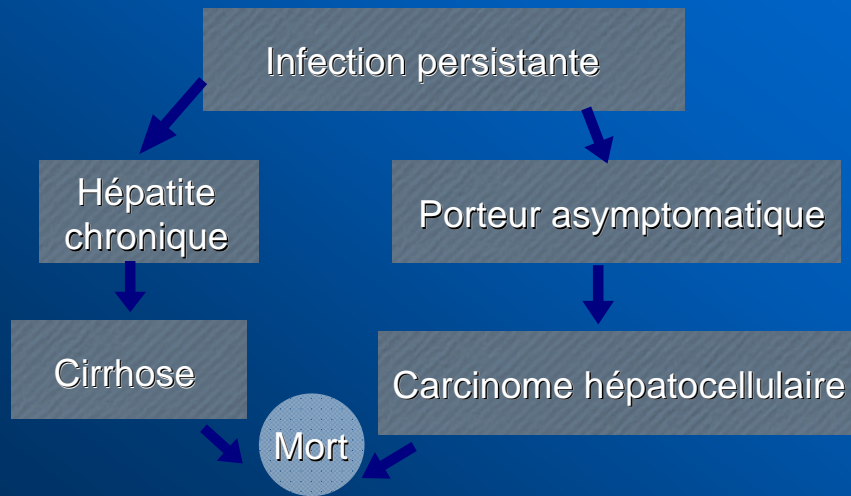 Infection persistante
Hépatite
chronique
Porteur asymptomatique
Cirrhose
Carcinome hépatocellulaire
Mort